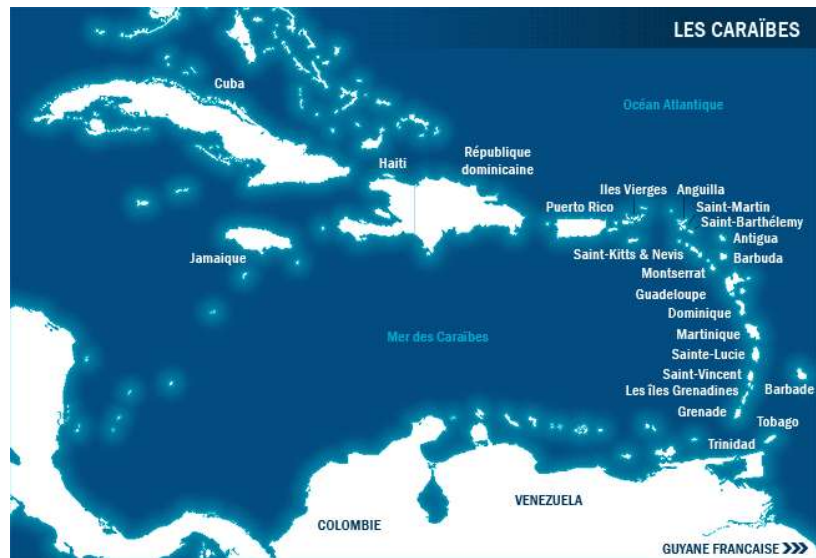 LES CARAÏBES
Cuba
Océan Atlantique
Haiti
République
dominicaine
Iles Vierges
Anguilla
Puerto Rico
Saint-Martin
Saint-Barthélemy
Antigua
Jamaique
Saint-Kitts & Nevis
Barbuda
Montserrat
Guadeloupe
Dominique
Mer des Caraïbes
Martinique
Sainte-Lucie
Saint-Vincent
Les îles Grenadines
Barbade
Grenade
Tobago
Trinidad
VENEZUELA
COLOMBIE
GUYANE FRANCAISE >>>